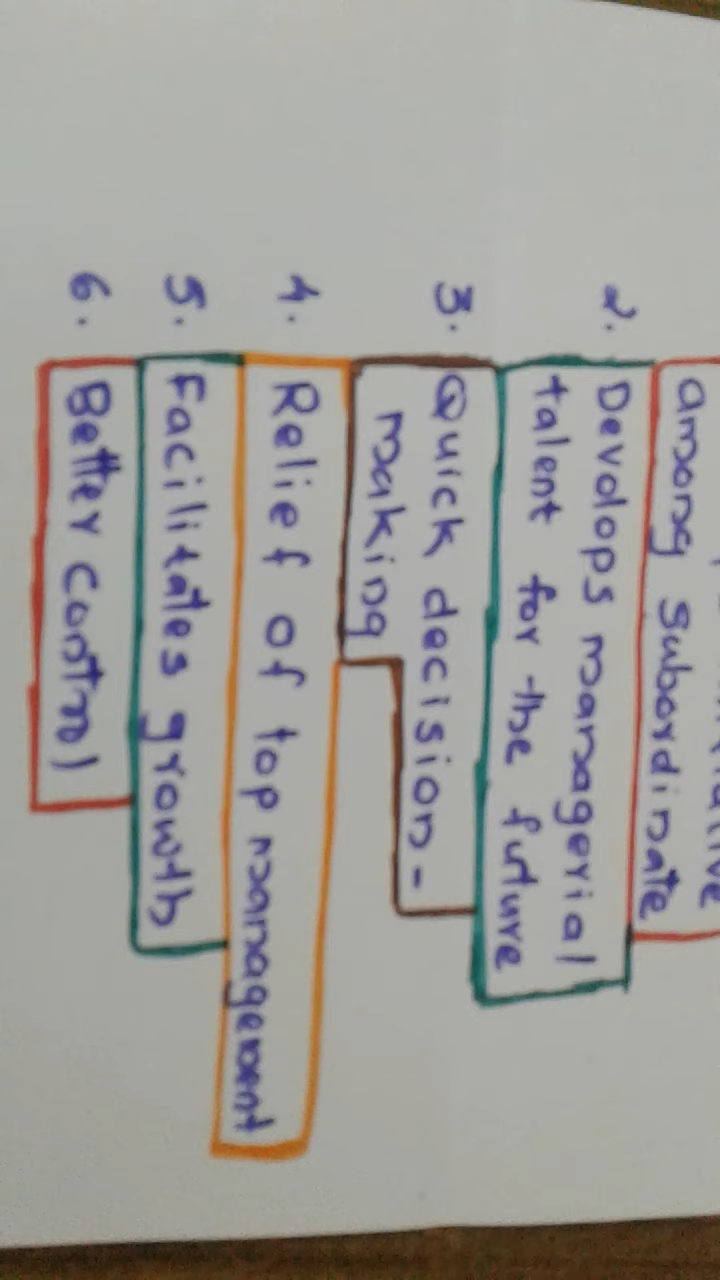 among subordinate
2. Devolops managerial
talent for the future
3. Quick decision-
making
4. Relief of top management
5. Facilitates growth
6. Better control